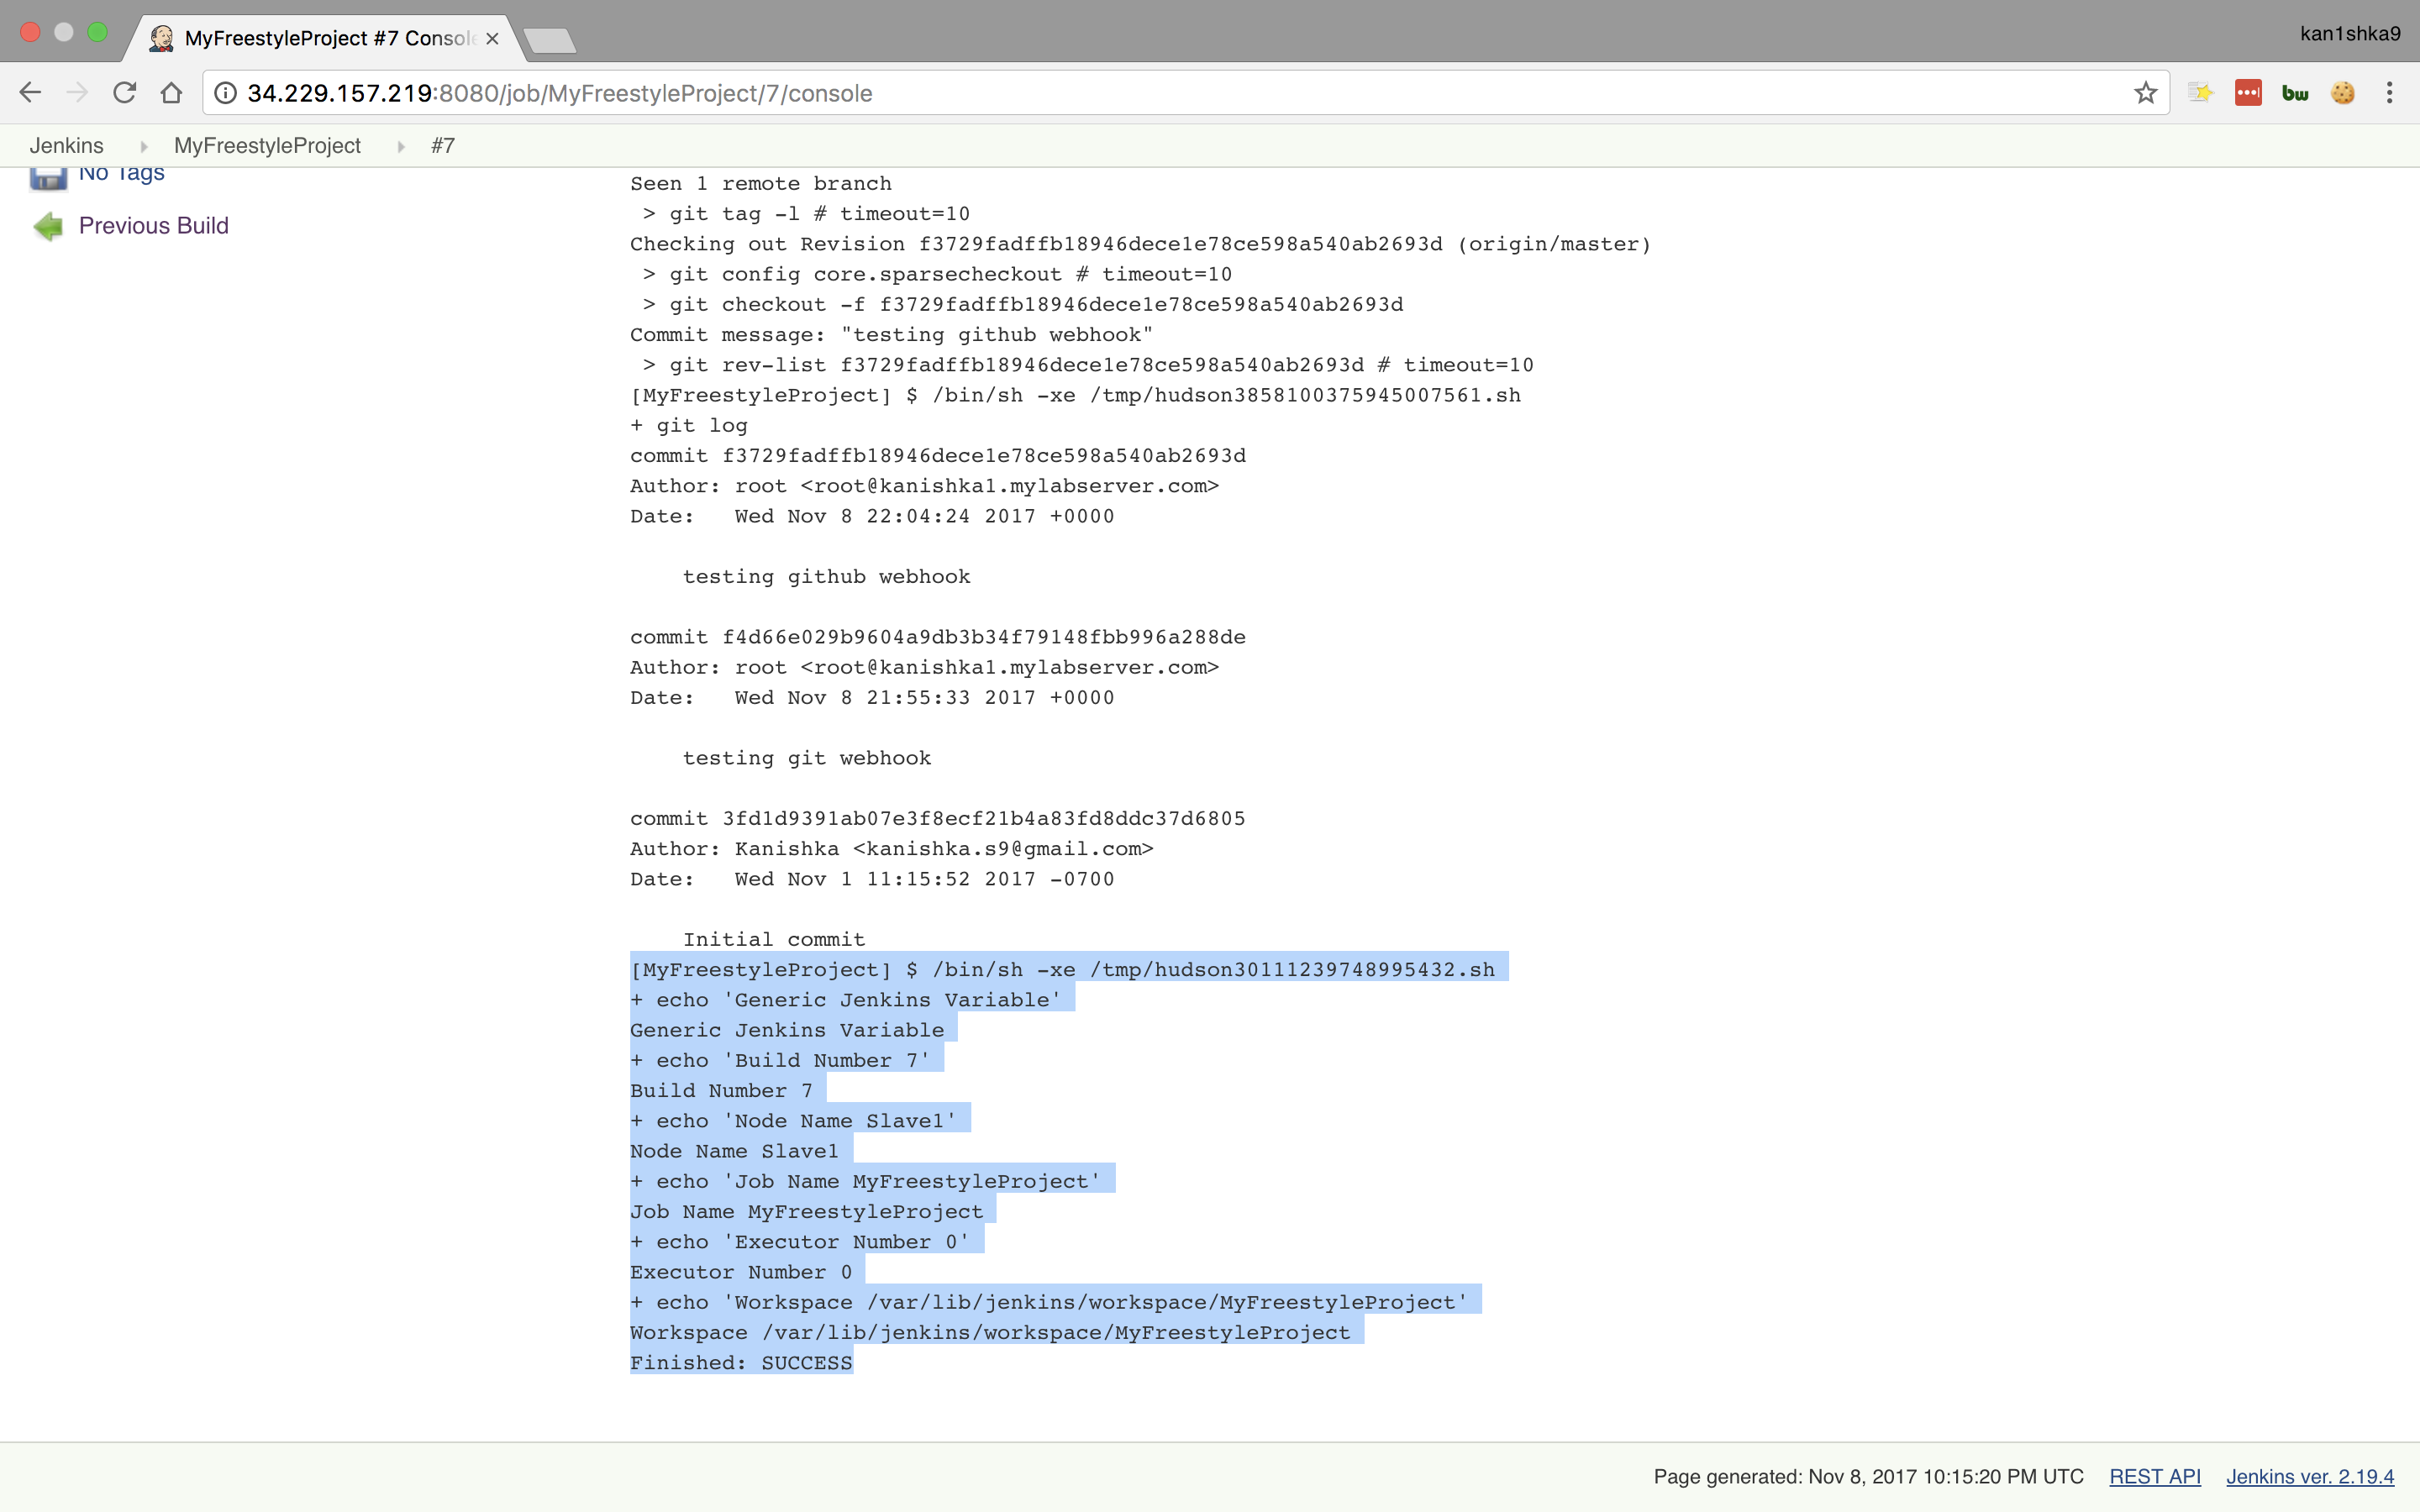 MyFreestyleProject #7 Console
kan1shka9
34.229.157.219:8080/job/MyFreestyleProject/7/console
bw
Jenkins MyFreestyleProject #7
No Tags
Previous Build
Seen 1 remote branch
 > git tag -l # timeout=10
Checking out Revision f3729fadffb18946dece1e78ce598a540ab2693d (origin/master)
 > git config core.sparsecheckout # timeout=10
 > git checkout -f f3729fadffb18946dece1e78ce598a540ab2693d
Commit message: "testing github webhook"
 > git rev-list f3729fadffb18946dece1e78ce598a540ab2693d # timeout=10
[MyFreestyleProject] $ /bin/sh -xe /tmp/hudson3858100375945007561.sh
+ git log
commit f3729fadffb18946dece1e78ce598a540ab2693d
Author: root <root@kanishka1.mylabserver.com>
Date:   Wed Nov 8 22:04:24 2017 +0000
    testing github webhook
commit f4d66e029b9604a9db3b34f79148fbb996a288de
Author: root <root@kanishka1.mylabserver.com>
Date:   Wed Nov 8 21:55:33 2017 +0000
    testing git webhook
commit 3fd1d9391ab07e3f8ecf21b4a83fd8ddc37d6805
Author: Kanishka <kanishka.s9@gmail.com>
Date:   Wed Nov 1 11:15:52 2017 -0700
    Initial commit
[MyFreestyleProject] $ /bin/sh -xe /tmp/hudson30111239748995432.sh
+ echo 'Generic Jenkins Variable'
Generic Jenkins Variable
+ echo 'Build Number 7'
Build Number 7
+ echo 'Node Name Slave1'
Node Name Slave1
+ echo 'Job Name MyFreestyleProject'
Job Name MyFreestyleProject
+ echo 'Executor Number 0'
Executor Number 0
+ echo 'Workspace /var/lib/jenkins/workspace/MyFreestyleProject'
Workspace /var/lib/jenkins/workspace/MyFreestyleProject
Finished: SUCCESS
Page generated: Nov 8, 2017 10:15:20 PM UTC REST API Jenkins ver. 2.19.4